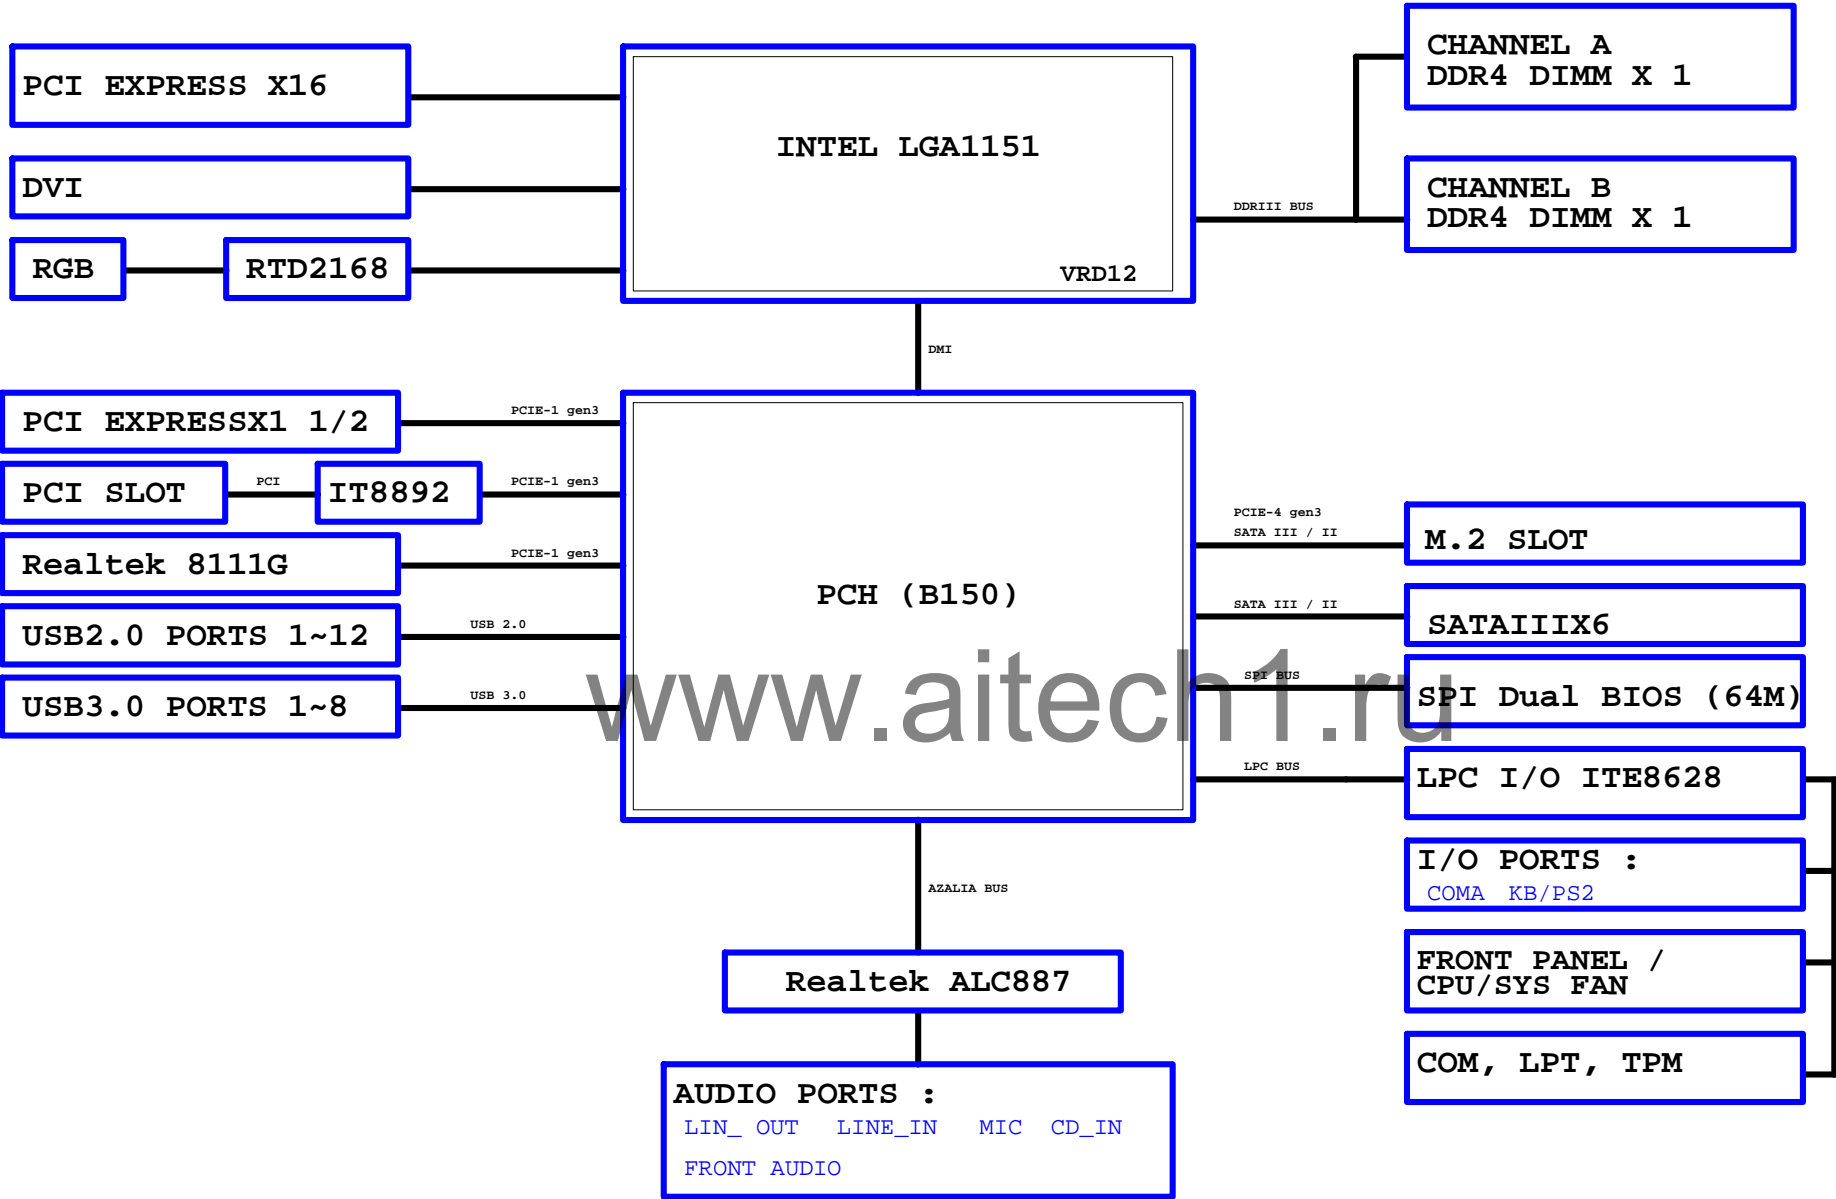 PCI EXPRESS X16
DVI
RGB
RTD2168
INTEL LGA1151
VRD12
CHANNEL A
DDR4 DIMM X 1
DDRIII BUS
CHANNEL B
DDR4 DIMM X 1
DMI
PCI EXPRESSX1 1/2
PCIE-1 gen3
PCI SLOT
PCI
IT8892
PCIE-1 gen3
Realtek 8111G
PCIE-1 gen3
USB2.0 PORTS 1~12
USB 2.0
USB3.0 PORTS 1~8
USB 3.0
PCH (B150)
www.aitech1.ru
PCIE-4 gen3
SATA III / II
M.2 SLOT
SATA III / II
SATAIIIX6
SPI BUS
SPI Dual BIOS (64M)
LPC BUS
LPC I/O ITE8628
I/O PORTS :
COMA KB/PS2
FRONT PANEL /
CPU/SYS FAN
COM, LPT, TPM
AZALIA BUS
Realtek ALC887
AUDIO PORTS :
LIN_ OUT LINE_IN MIC CD_IN
FRONT AUDIO